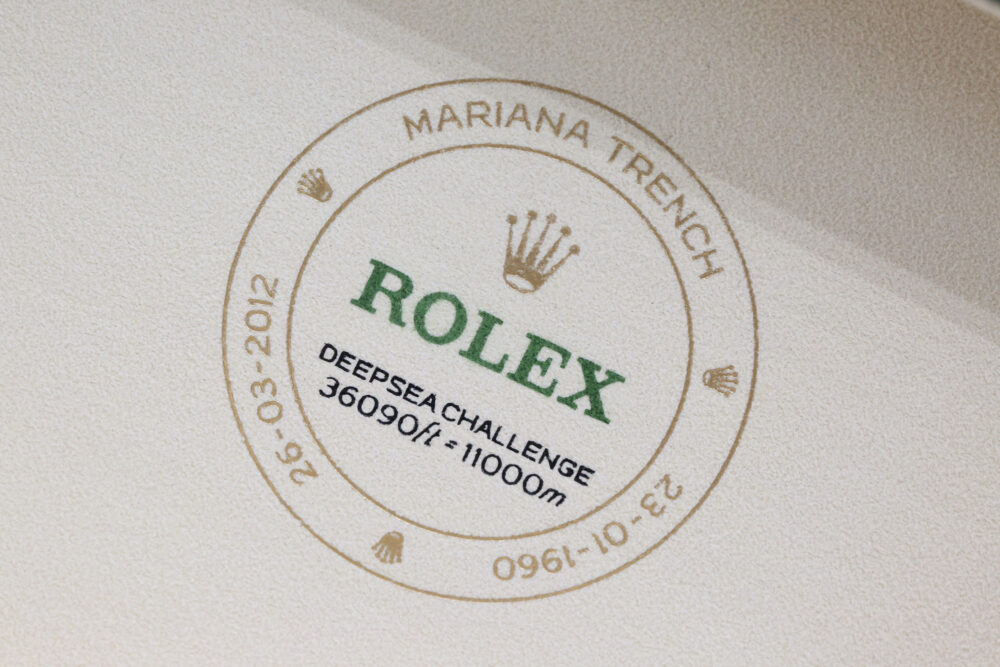 MARIANA TRENCH
ROLEX
DEEPSEA CHALLENGE
36090ft = 11000m
26-03-2012
23-01-1960